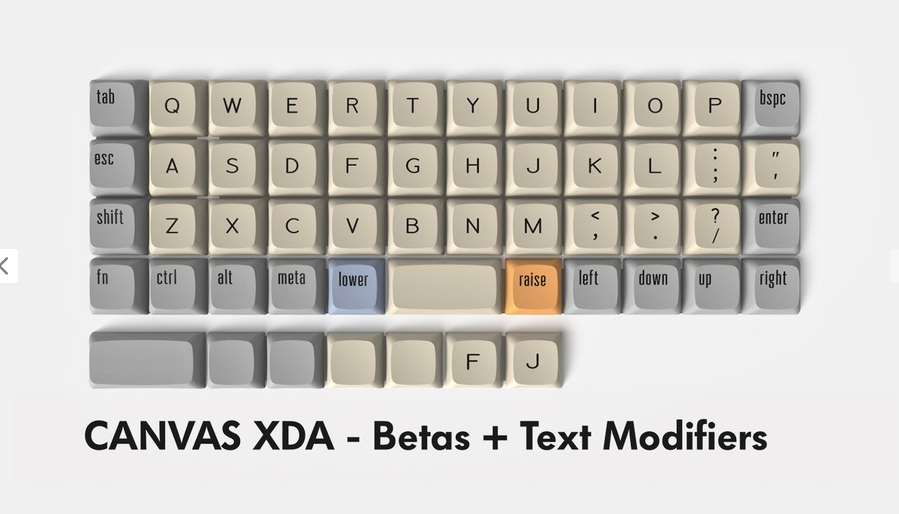 tab Q W E R T Y U I O P bspc
esc A S D F G H J K L : ; " '
shift Z X C V B N M < , > . ? / enter
fn ctrl alt meta lower raise left down up right
F J
CANVAS XDA - Betas + Text Modifiers